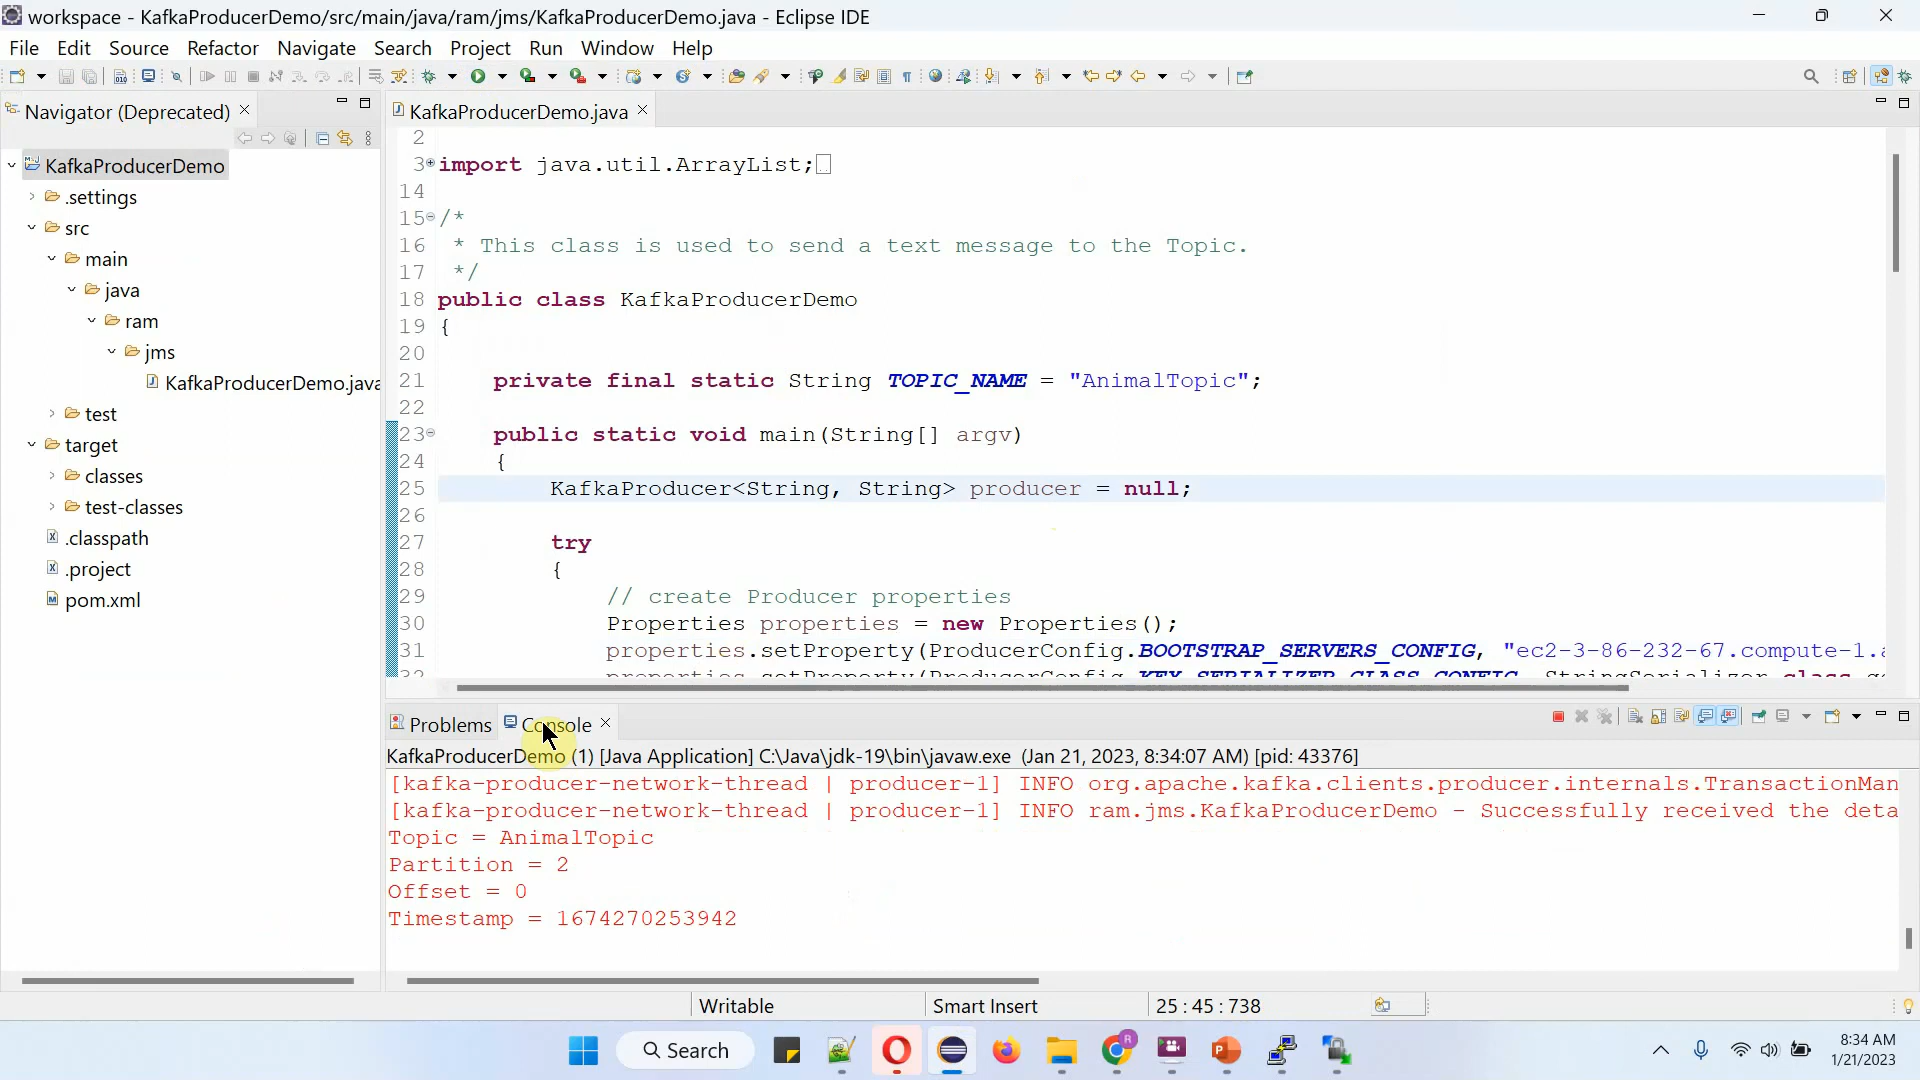 workspace - KafkaProducerDemo/src/main/java/ram/jms/KafkaProducerDemo.java - Eclipse IDE
File Edit Source Refactor Navigate Search Project Run Window Help
Navigator (Deprecated)
KafkaProducerDemo
.settings
src
main
java
ram
jms
KafkaProducerDemo.java
test
target
classes
test-classes
.classpath
.project
pom.xml
KafkaProducerDemo.java
2
3 import java.util.ArrayList;
14
15 /*
16 * This class is used to send a text message to the Topic.
17 */
18 public class KafkaProducerDemo
19 {
20
21 private final static String TOPIC_NAME = "AnimalTopic";
22
23 public static void main(String[] argv)
24 {
25 KafkaProducer<String, String> producer = null;
26
27 try
28 {
29 // create Producer properties
30 Properties properties = new Properties();
31 properties.setProperty(ProducerConfig.BOOTSTRAP_SERVERS_CONFIG, "ec2-3-86-232-67.compute-1.a
32 properties.setProperty(ProducerConfig.KEY_SERIALIZER_CLASS_CONFIG, StringSerializer.class.ge
Problems Console
KafkaProducerDemo (1) [Java Application] C:\Java\jdk-19\bin\javaw.exe (Jan 21, 2023, 8:34:07 AM) [pid: 43376]
[kafka-producer-network-thread | producer-1] INFO org.apache.kafka.clients.producer.internals.TransactionMan
[kafka-producer-network-thread | producer-1] INFO ram.jms.KafkaProducerDemo - Successfully received the deta
Topic = AnimalTopic
Partition = 2
Offset = 0
Timestamp = 1674270253942
Writable Smart Insert 25 : 45 : 738
Search
R
8:34 AM
1/21/2023